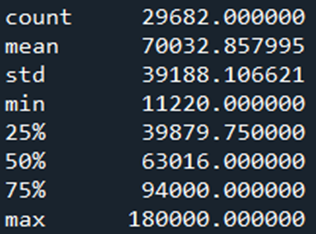 count 29682.000000
mean 70032.857995
std 39188.106621
min 11220.000000
25% 39879.750000
50% 63016.000000
75% 94000.000000
max 180000.000000